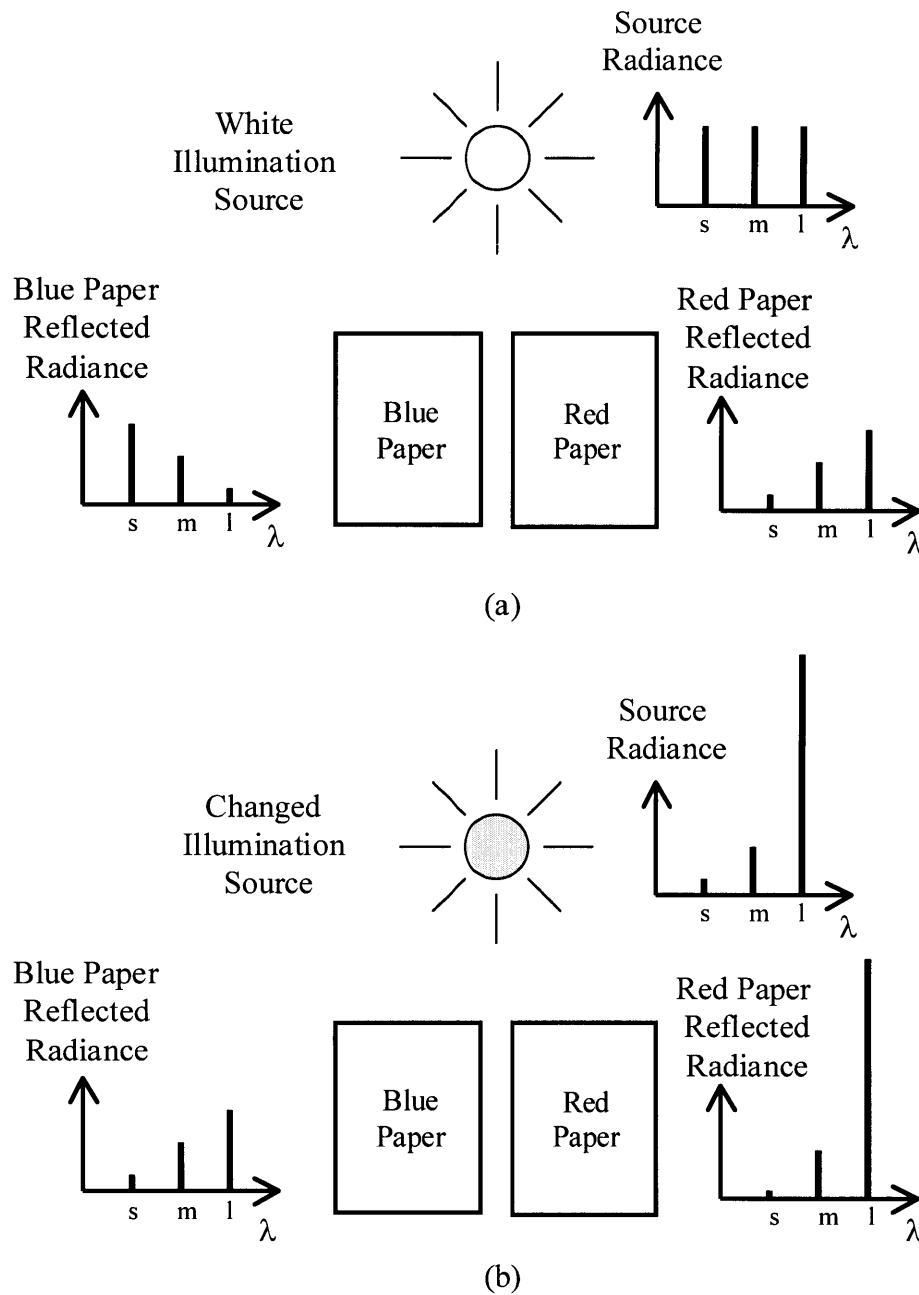 Source
Radiance
White
Illumination
Source
s m l
λ
Blue Paper
Reflected
Radiance
Red Paper
Reflected
Radiance
Blue
Paper
Red
Paper
s m l
λ
s m l
λ
(a)
Source
Radiance
Changed
Illumination
Source
s m l
λ
Blue Paper
Reflected
Radiance
Red Paper
Reflected
Radiance
Blue
Paper
Red
Paper
s m l
λ
s m l
λ
(b)